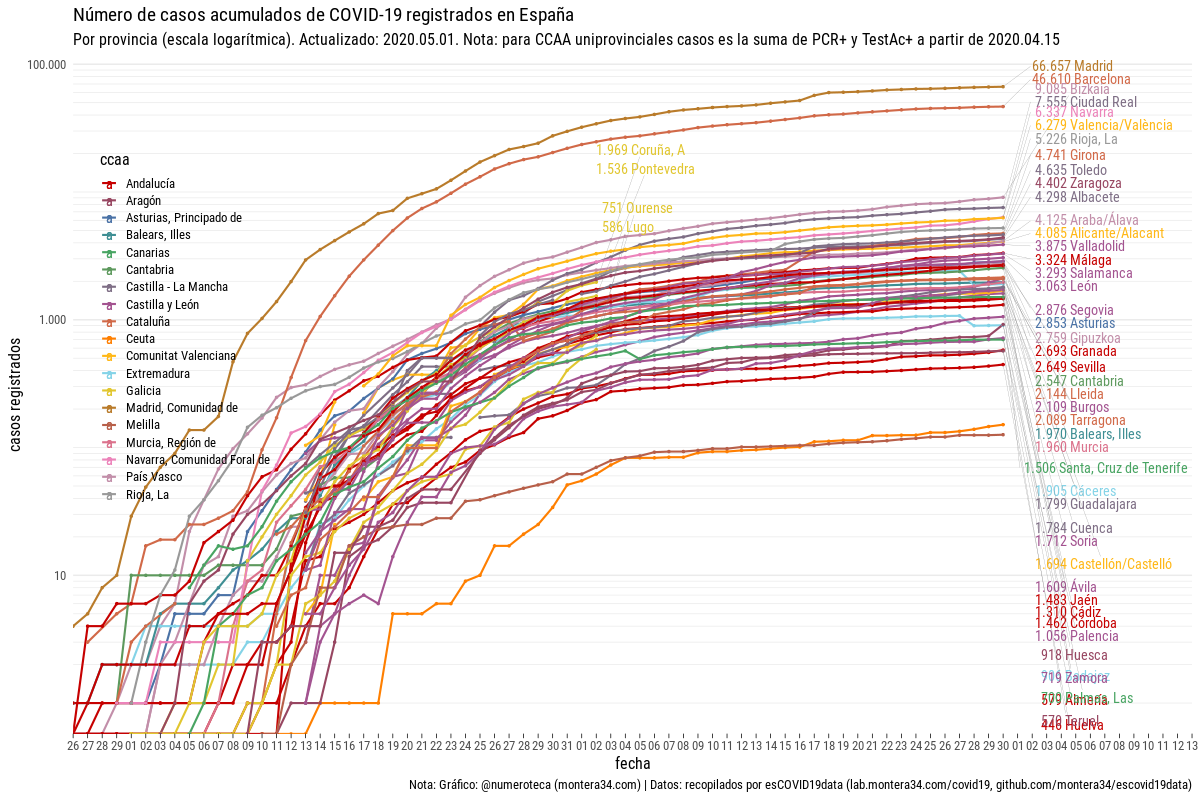 Número de casos acumulados de COVID-19 registrados en España
Por provincia (escala logarítmica). Actualizado: 2020.05.01. Nota: para CCAA uniprovinciales casos es la suma de PCR+ y TestAc+ a partir de 2020.04.15
100.000
1.000
10
casos registrados
ccaa
Andalucía
Aragón
Asturias, Principado de
Balears, Illes
Canarias
Cantabria
Castilla - La Mancha
Castilla y León
Cataluña
Ceuta
Comunitat Valenciana
Extremadura
Galicia
Madrid, Comunidad de
Melilla
Murcia, Región de
Navarra, Comunidad Foral de
País Vasco
Rioja, La
1.969 Coruña, A
1.536 Pontevedra
751 Ourense
586 Lugo
66.657 Madrid
46.610 Barcelona
9.085 Bizkaia
7.555 Ciudad Real
6.337 Navarra
6.279 Valencia/València
5.226 Rioja, La
4.741 Girona
4.635 Toledo
4.402 Zaragoza
4.298 Albacete
4.125 Araba/Álava
4.085 Alicante/Alacant
3.875 Valladolid
3.324 Málaga
3.293 Salamanca
3.063 León
2.876 Segovia
2.853 Asturias
2.759 Gipuzkoa
2.693 Granada
2.649 Sevilla
2.547 Cantabria
2.144 Lleida
2.109 Burgos
2.089 Tarragona
1.970 Balears, Illes
1.960 Murcia
1.506 Santa, Cruz de Tenerife
1.905 Cáceres
1.799 Guadalajara
1.784 Cuenca
1.712 Soria
1.694 Castellón/Castelló
1.609 Ávila
1.483 Jaén
1.310 Cádiz
1.462 Córdoba
1.056 Palencia
918 Huesca
719 Zamora
Palmas, Las
579 Almería
570 Teruel
446 Huelva
26 27 28 29 01 02 03 04 05 06 07 08 09 10 11 12 13 14 15 16 17 18 19 20 21 22 23 24 25 26 27 28 29 30 31 01 02 03 04 05 06 07 08 09 10 11 12 13 14 15 16 17 18 19 20 21 22 23 24 25 26 27 28 29 30 01 02 03 04 05 06 07 08 09 10 11 12 13
fecha
Nota: Gráfico: @numeroteca (montera34.com) | Datos: recopilados por esCOVID19data (lab.montera34.com/covid19, github.com/montera34/escovid19data)